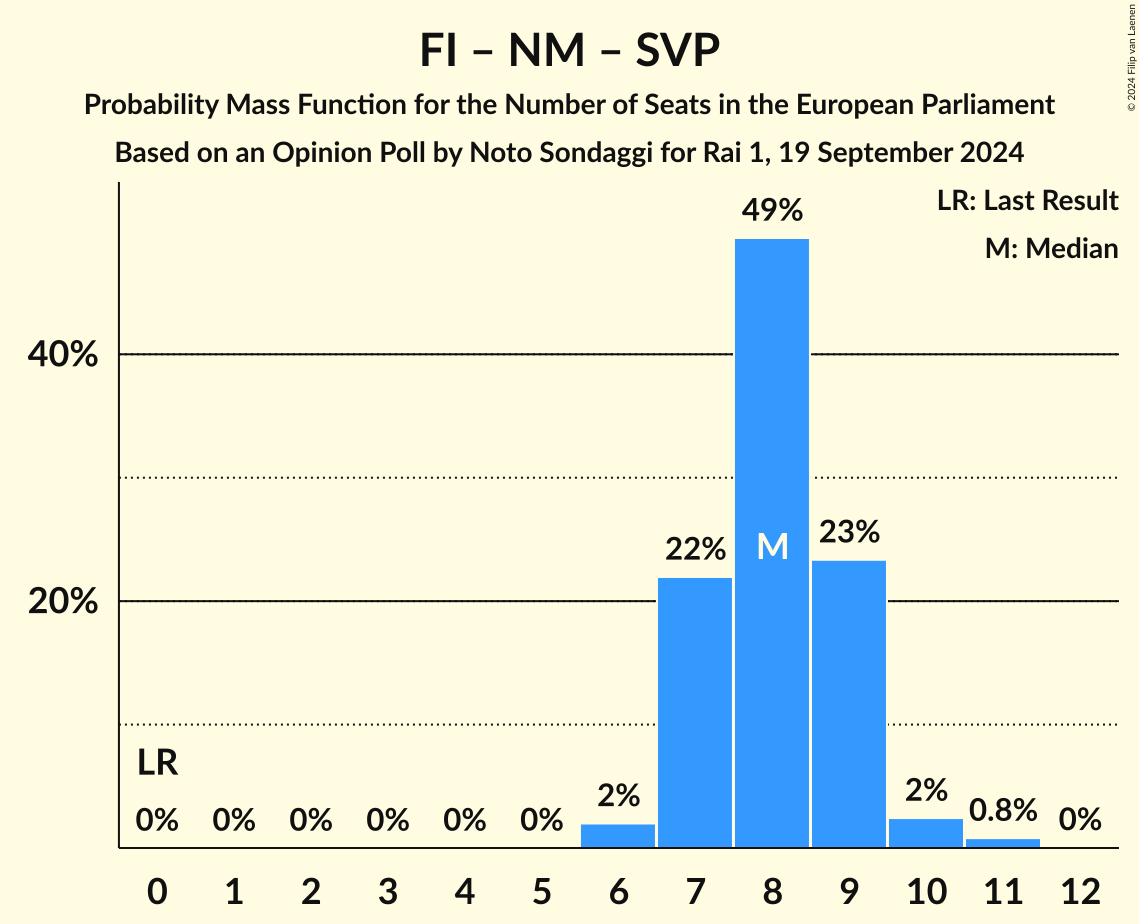 FI – NM – SVP
Probability Mass Function for the Number of Seats in the European Parliament
Based on an Opinion Poll by Noto Sondaggi for Rai 1, 19 September 2024
© 2024 Filip van Laenen
LR: Last Result
M: Median
49%
40%
23%
22%
M
20%
LR
0% 0% 0% 0% 0% 0% 2% 2% 0.8% 0%
0 1 2 3 4 5 6 7 8 9 10 11 12